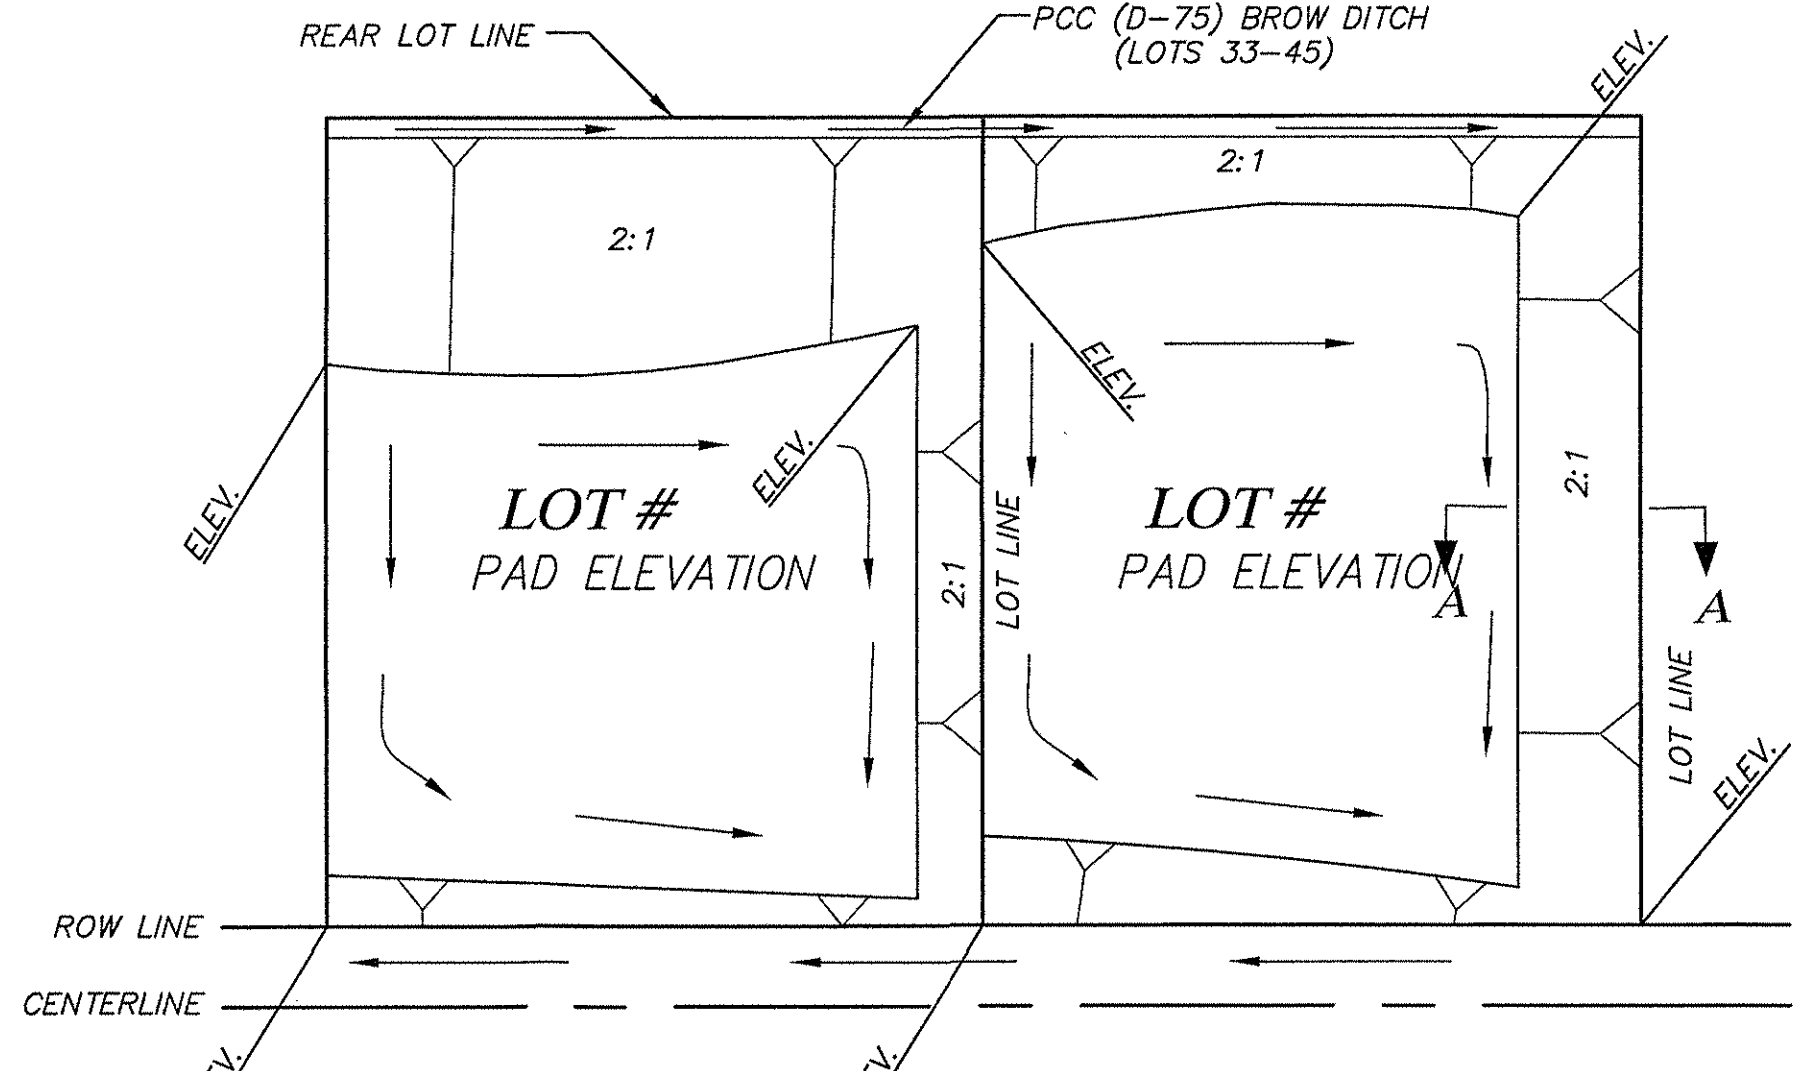 REAR LOT LINE
PCC (D-75) BROW DITCH
(LOTS 33-45)
ELEV.
2:1
2:1
ELEV.
ELEV.
ELEV.
2:1
LOT #
PAD ELEVATION
LOT #
PAD ELEVATION
2:1
LOT LINE
A
A
LOT LINE
ELEV.
ROW LINE
CENTERLINE